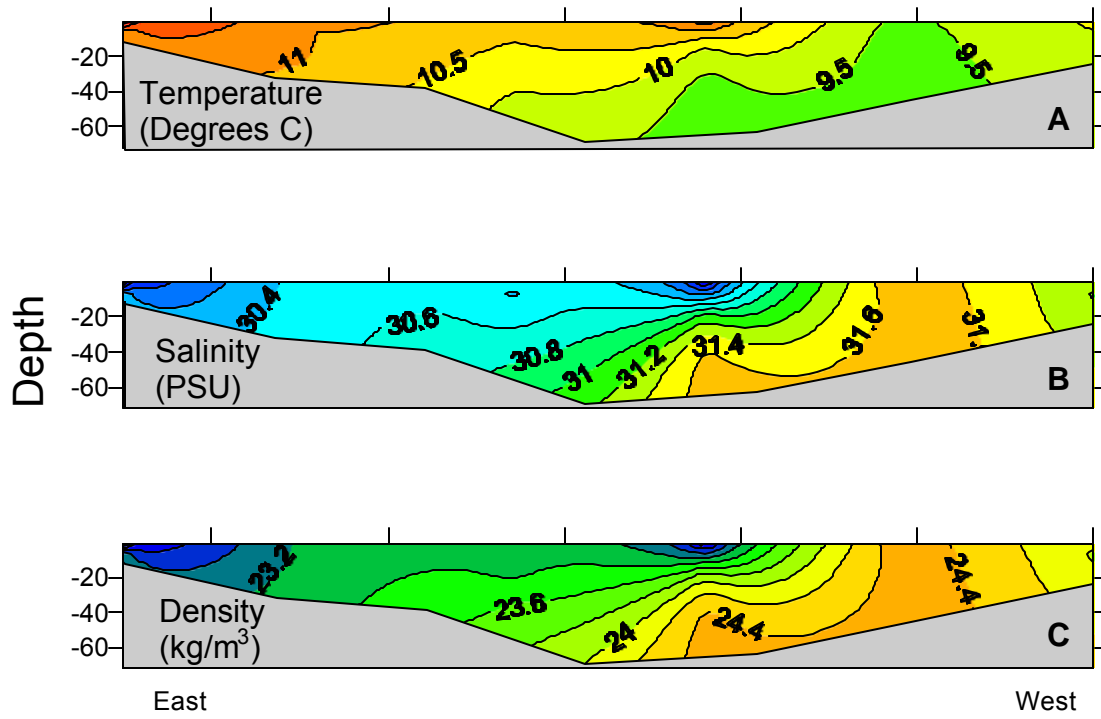 -20
-40
-60
11
10.5
10
9.5
9.5
Temperature
(Degrees C)
A
Depth
-20
-40
-60
30.4
30.6
30.8
31
31.2
31.4
31.6
31.
Salinity
(PSU)
B
-20
-40
-60
23.2
23.6
24
24.4
24.4
Density
(kg/m³)
C
East
West